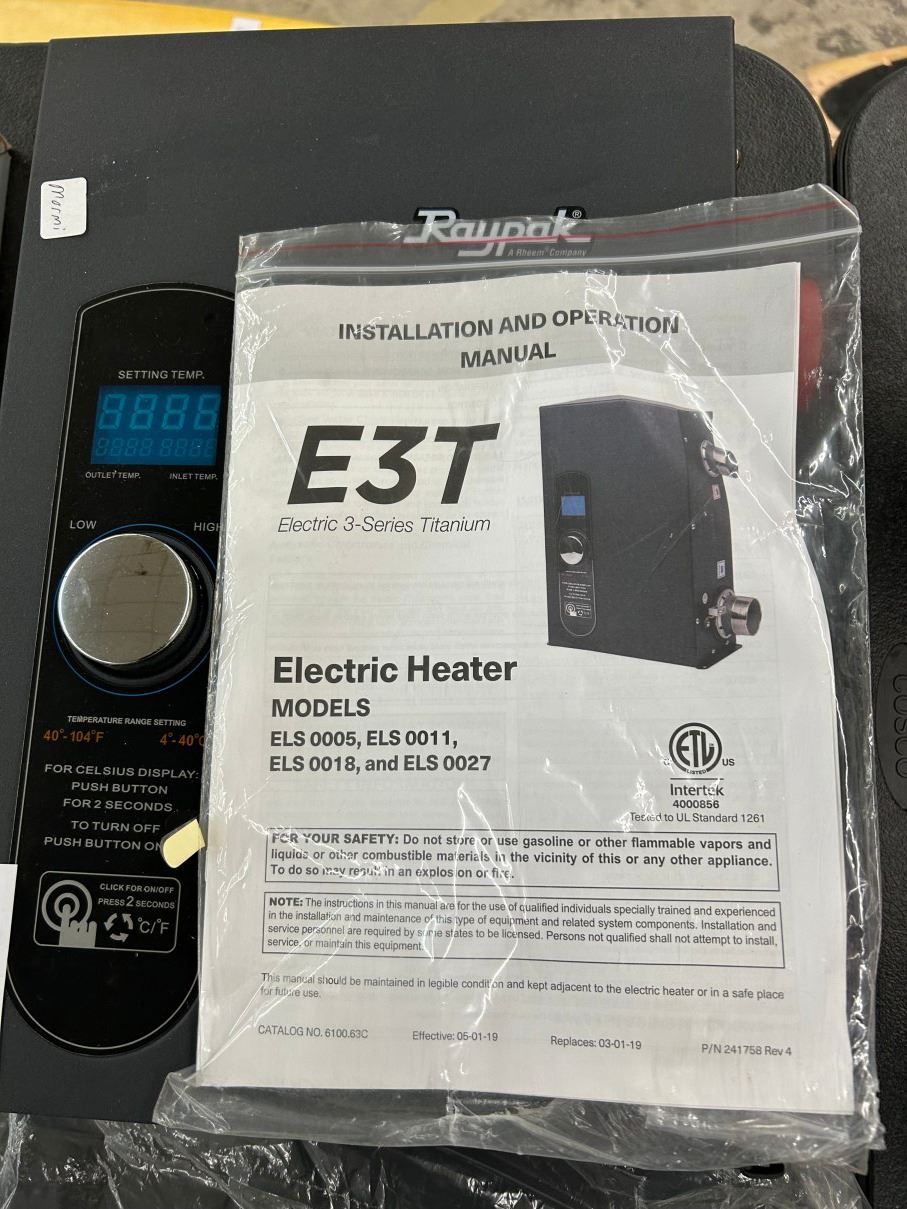 Mormi
Raypak®
A Rheem® Company
SETTING TEMP.
8888
8888 8888
OUTLET TEMP. INLET TEMP.
LOW HIGH
TEMPERATURE RANGE SETTING
40°-104°F 4°-40°C
FOR CELSIUS DISPLAY:
PUSH BUTTON
FOR 2 SECONDS
TO TURN OFF
PUSH BUTTON
CLICK FOR ON/OFF
PRESS 2 SECONDS
°C/°F
INSTALLATION AND OPERATION
MANUAL
E3T
Electric 3-Series Titanium
Electric Heater
MODELS
ELS 0005, ELS 0011,
ELS 0018, and ELS 0027
C ETL US
LISTED
Intertek
4000856
Tested to UL Standard 1261
FOR YOUR SAFETY: Do not store or use gasoline or other flammable vapors and
liquids or other combustible materials in the vicinity of this or any other appliance.
To do so may result in an explosion or fire.
NOTE: The instructions in this manual are for the use of qualified individuals specially trained and experienced
in the installation and maintenance of this type of equipment and related system components. Installation and
service personnel are required by some states to be licensed. Persons not qualified shall not attempt to install,
service, or maintain this equipment.
This manual should be maintained in legible condition and kept adjacent to the electric heater or in a safe place
for future use.
CATALOG NO. 6100.63C Effective: 05-01-19 Replaces: 03-01-19 P/N 241758 Rev 4
COSCO